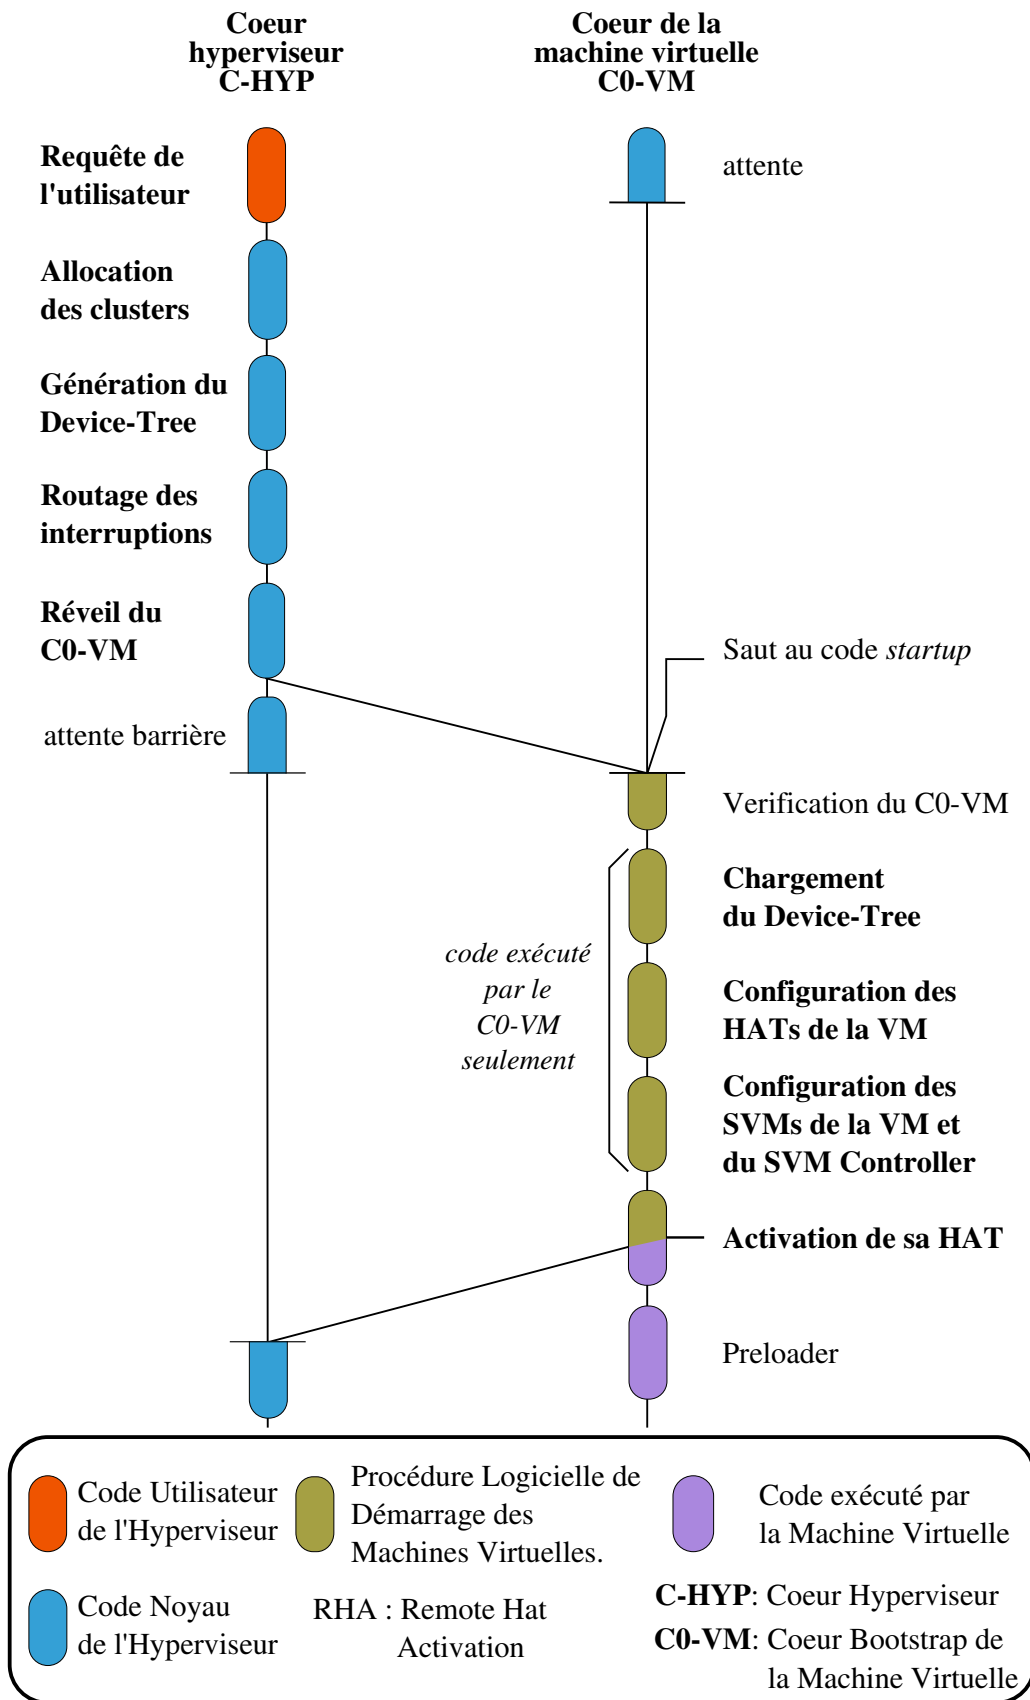 Coeur
hyperviseur
C-HYP
Coeur de la
machine virtuelle
C0-VM
Requête de
l'utilisateur
attente
Allocation
des clusters
Génération du
Device-Tree
Routage des
interruptions
Réveil du
C0-VM
Saut au code startup
attente barrière
Verification du C0-VM
Chargement
du Device-Tree
code exécuté
par le
C0-VM
seulement
Configuration des
HATs de la VM
Configuration des
SVMs de la VM et
du SVM Controller
Activation de sa HAT
Preloader
Code Utilisateur
de l'Hyperviseur
Procédure Logicielle de
Démarrage des
Machines Virtuelles.
Code exécuté par
la Machine Virtuelle
Code Noyau
de l'Hyperviseur
RHA : Remote Hat
Activation
C-HYP: Coeur Hyperviseur
C0-VM: Coeur Bootstrap de
la Machine Virtuelle